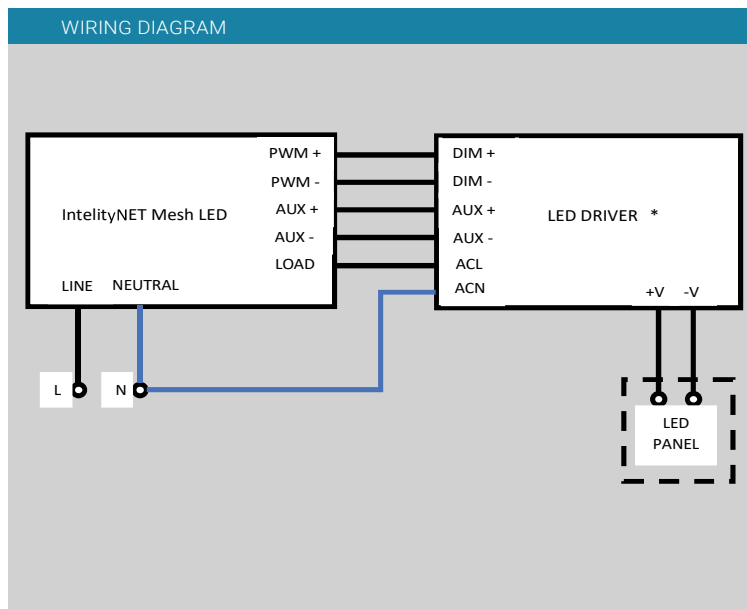 WIRING DIAGRAM
IntelityNET Mesh LED
PWM +
PWM -
AUX +
AUX -
LOAD
LINE
NEUTRAL
DIM +
DIM -
AUX +
AUX -
ACL
ACN
LED DRIVER *
+V
-V
L
N
LED
PANEL